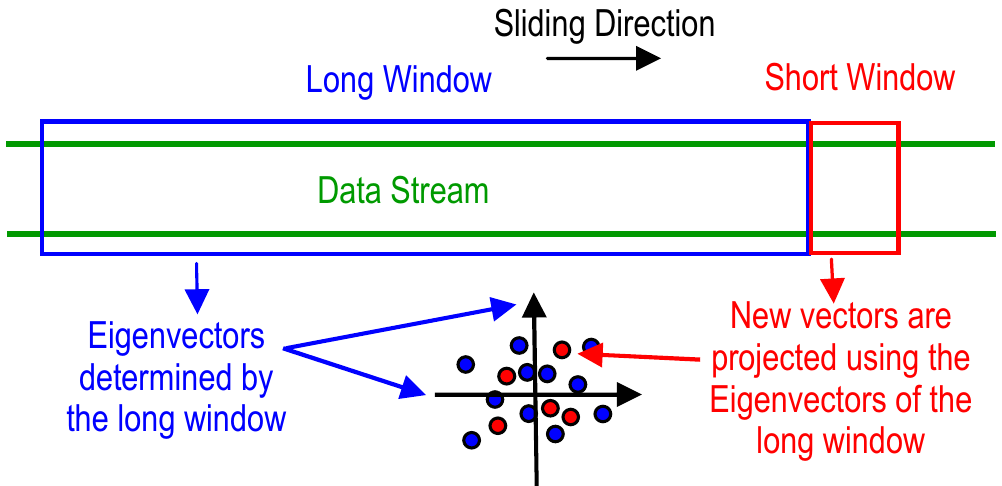 Sliding Direction
Long Window
Short Window
Data Stream
Eigenvectors
determined by
the long window
New vectors are
projected using the
Eigenvectors of the
long window